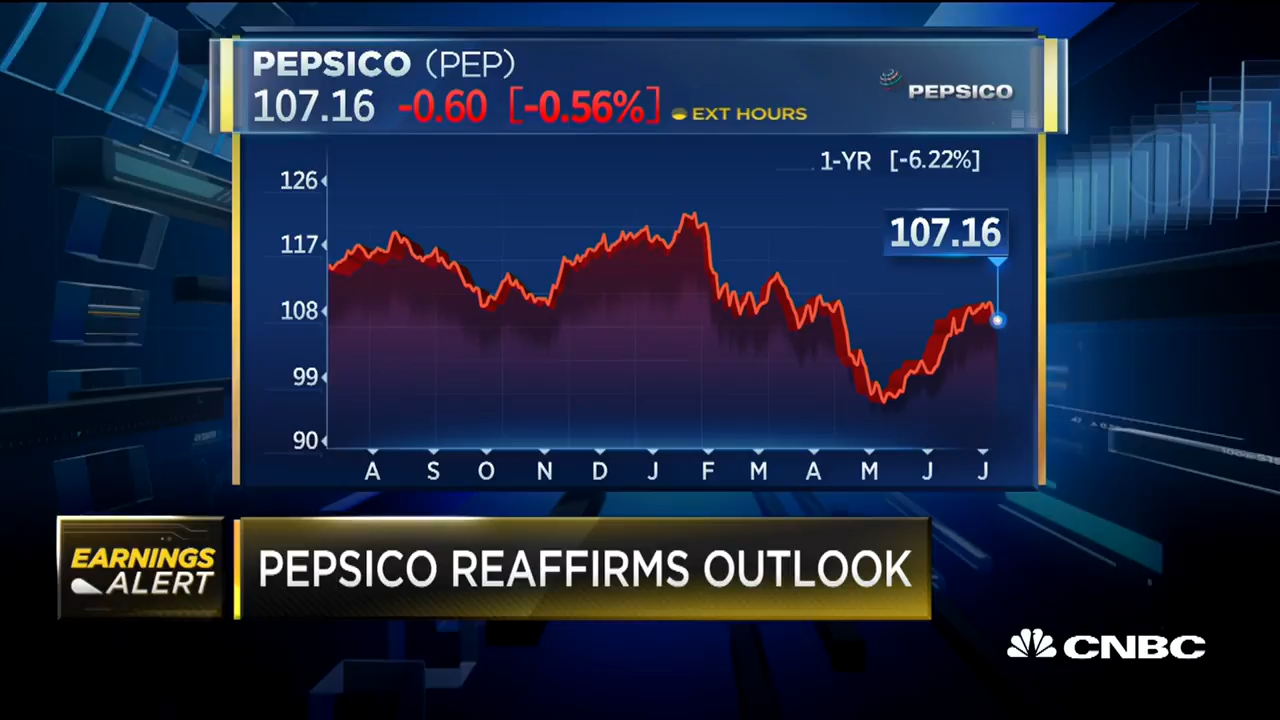 PEPSICO (PEP)
107.16 -0.60 [-0.56%] EXT HOURS
PEPSICO
1-YR [-6.22%]
126
117
108
99
90
107.16
A S O N D J F M A M J J
EARNINGS
ALERT
PEPSICO REAFFIRMS OUTLOOK
CNBC